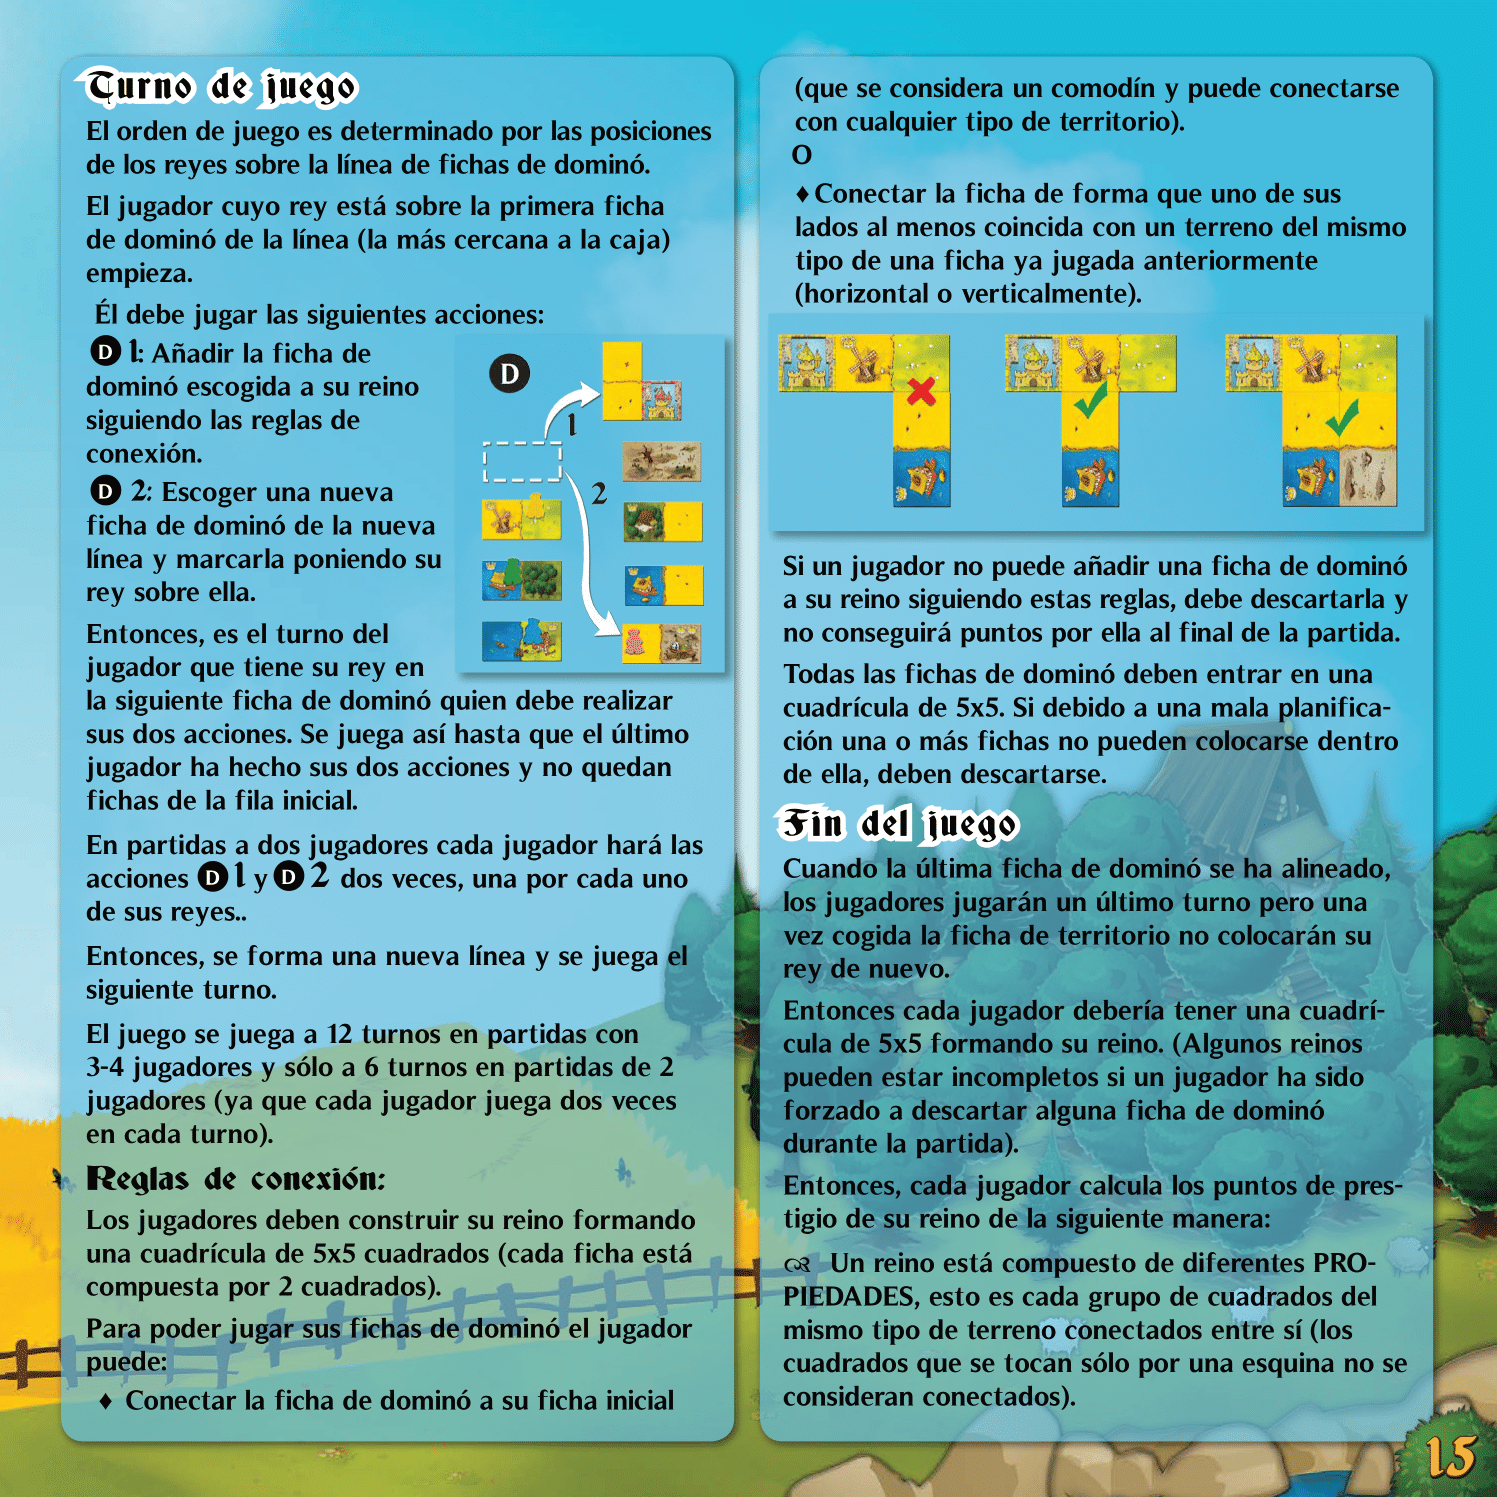 Turno de juego
El orden de juego es determinado por las posiciones
de los reyes sobre la línea de fichas de dominó.
El jugador cuyo rey está sobre la primera ficha
de dominó de la línea (la más cercana a la caja)
empieza.
Él debe jugar las siguientes acciones:
D 1: Añadir la ficha de
dominó escogida a su reino
siguiendo las reglas de
conexión.
D 2: Escoger una nueva
ficha de dominó de la nueva
línea y marcarla poniendo su
rey sobre ella.
D
1
2
Entonces, es el turno del
jugador que tiene su rey en
la siguiente ficha de dominó quien debe realizar
sus dos acciones. Se juega así hasta que el último
jugador ha hecho sus dos acciones y no quedan
fichas de la fila inicial.
En partidas a dos jugadores cada jugador hará las
acciones D 1 y D 2 dos veces, una por cada uno
de sus reyes..
Entonces, se forma una nueva línea y se juega el
siguiente turno.
El juego se juega a 12 turnos en partidas con
3-4 jugadores y sólo a 6 turnos en partidas de 2
jugadores (ya que cada jugador juega dos veces
en cada turno).
Reglas de conexión:
Los jugadores deben construir su reino formando
una cuadrícula de 5x5 cuadrados (cada ficha está
compuesta por 2 cuadrados).
Para poder jugar sus fichas de dominó el jugador
puede:
♦ Conectar la ficha de dominó a su ficha inicial
(que se considera un comodín y puede conectarse
con cualquier tipo de territorio).
O
♦ Conectar la ficha de forma que uno de sus
lados al menos coincida con un terreno del mismo
tipo de una ficha ya jugada anteriormente
(horizontal o verticalmente).
Si un jugador no puede añadir una ficha de dominó
a su reino siguiendo estas reglas, debe descartarla y
no conseguirá puntos por ella al final de la partida.
Todas las fichas de dominó deben entrar en una
cuadrícula de 5x5. Si debido a una mala planifica-
ción una o más fichas no pueden colocarse dentro
de ella, deben descartarse.
Fin del juego
Cuando la última ficha de dominó se ha alineado,
los jugadores jugarán un último turno pero una
vez cogida la ficha de territorio no colocarán su
rey de nuevo.
Entonces cada jugador debería tener una cuadrí-
cula de 5x5 formando su reino. (Algunos reinos
pueden estar incompletos si un jugador ha sido
forzado a descartar alguna ficha de dominó
durante la partida).
Entonces, cada jugador calcula los puntos de pres-
tigio de su reino de la siguiente manera:
Un reino está compuesto de diferentes PRO-
PIEDADES, esto es cada grupo de cuadrados del
mismo tipo de terreno conectados entre sí (los
cuadrados que se tocan sólo por una esquina no se
consideran conectados).
15